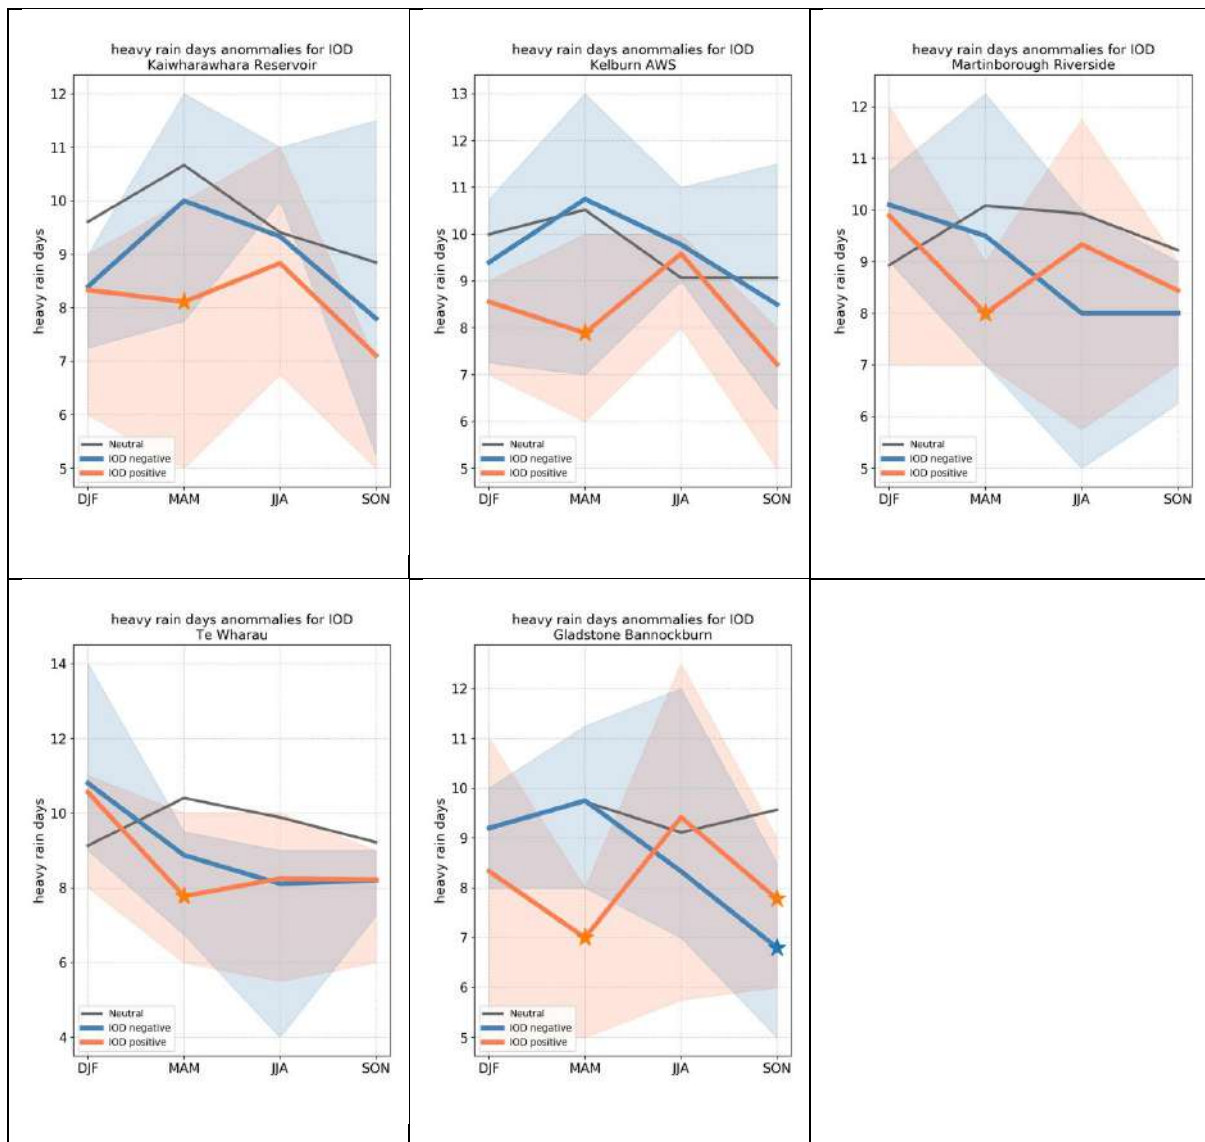 heavy rain days anommalies for IOD
Kaiwharawhara Reservoir
12
11
10
9
8
7
6
5
heavy rain days
Neutral
IOD negative
IOD positive
DJF MAM JJA SON
heavy rain days anommalies for IOD
Kelburn AWS
13
12
11
10
9
8
7
6
5
heavy rain days
Neutral
IOD negative
IOD positive
DJF MAM JJA SON
heavy rain days anommalies for IOD
Martinborough Riverside
12
11
10
9
8
7
6
5
heavy rain days
Neutral
IOD negative
IOD positive
DJF MAM JJA SON
heavy rain days anommalies for IOD
Te Wharau
14
12
10
8
6
4
heavy rain days
Neutral
IOD negative
IOD positive
DJF MAM JJA SON
heavy rain days anommalies for IOD
Gladstone Bannockburn
12
11
10
9
8
7
6
5
heavy rain days
Neutral
IOD negative
IOD positive
DJF MAM JJA SON